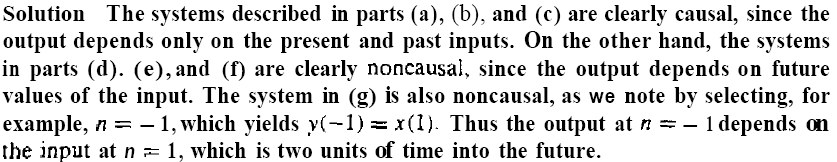 Solution The systems described in parts (a), (b), and (c) are clearly causal, since the
output depends only on the present and past inputs. On the other hand, the systems
in parts (d). (e), and (f) are clearly noncausal, since the output depends on future
values of the input. The system in (g) is also noncausal, as we note by selecting, for
example, n = – 1, which yields y(–1) = x(1). Thus the output at n = – 1 depends on
the input at n = 1, which is two units of time into the future.